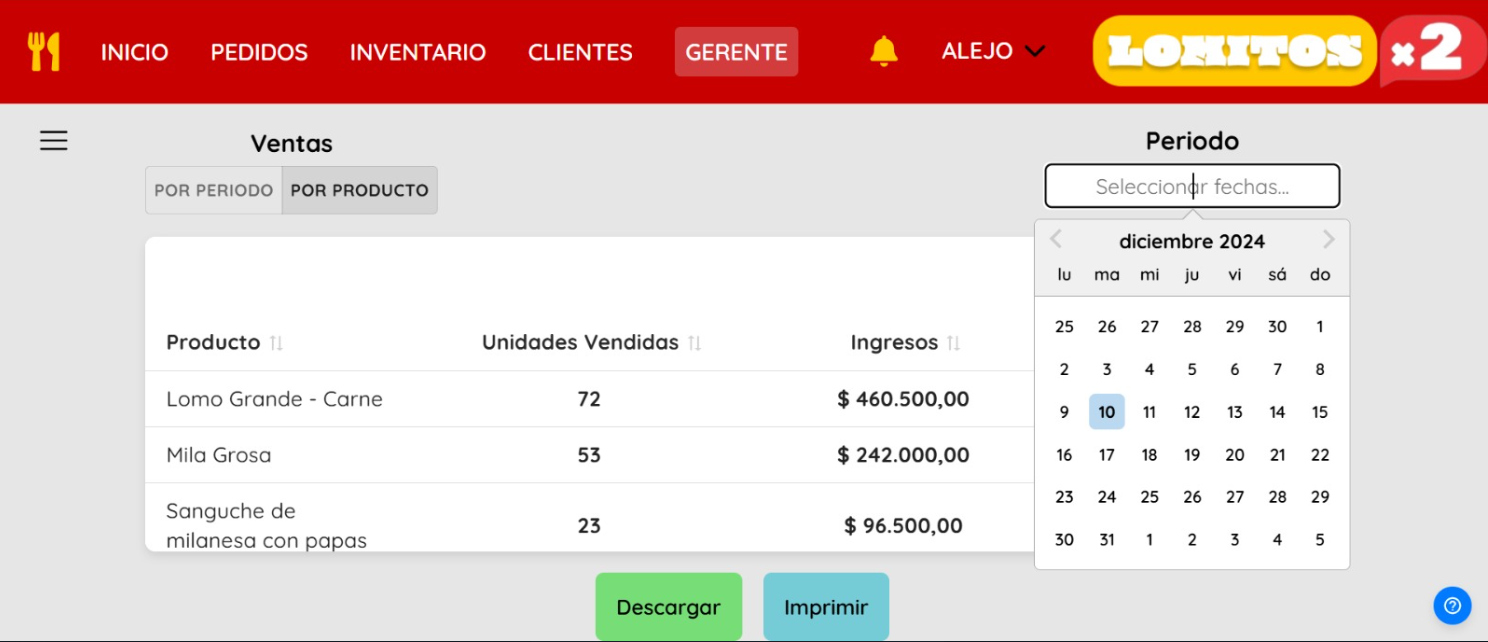 INICIO PEDIDOS INVENTARIO CLIENTES GERENTE ALEJO LOMITOS x2
Ventas
POR PERIODO POR PRODUCTO
Periodo
Seleccionar fechas...
diciembre 2024
lu ma mi ju vi sá do
25 26 27 28 29 30 1
2 3 4 5 6 7 8
9 10 11 12 13 14 15
16 17 18 19 20 21 22
23 24 25 26 27 28 29
30 31 1 2 3 4 5
Producto Unidades Vendidas Ingresos
Lomo Grande - Carne 72 $ 460.500,00
Mila Grosa 53 $ 242.000,00
Sanguche de
milanesa con papas 23 $ 96.500,00
Descargar Imprimir